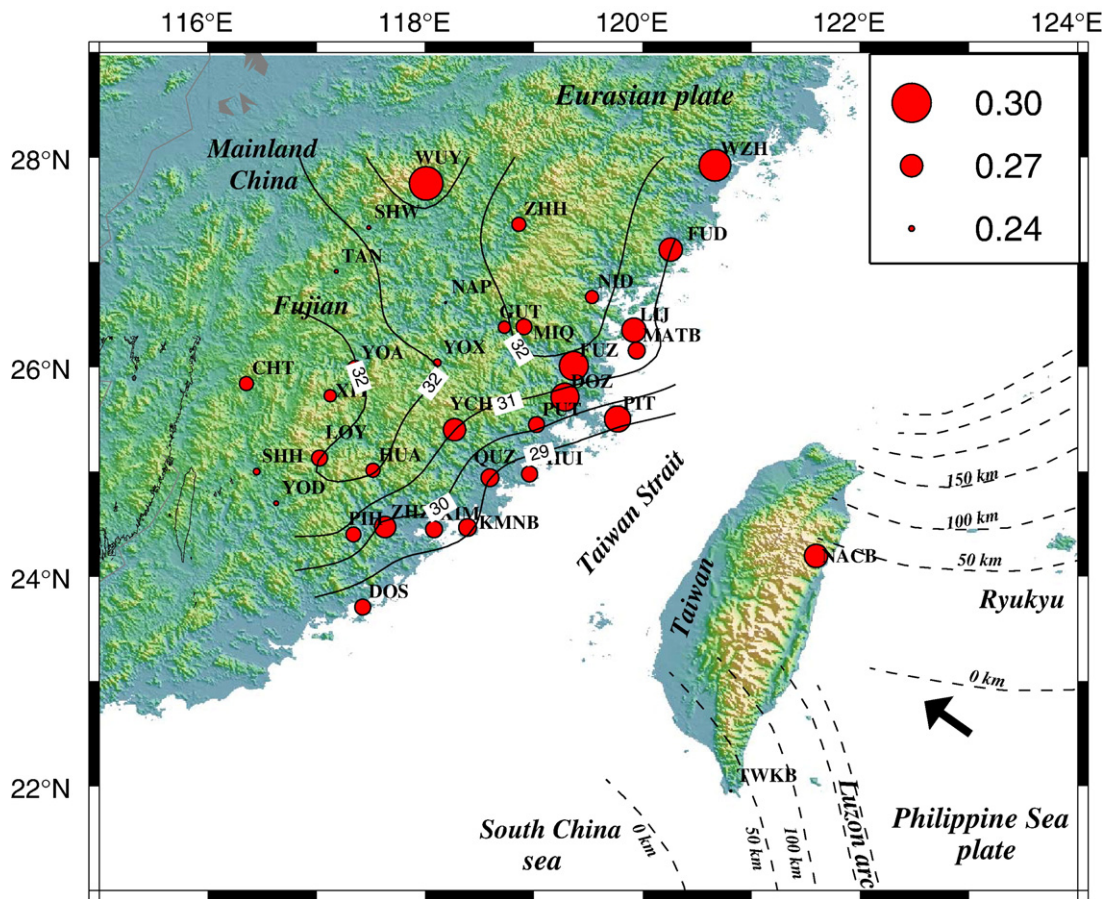 116°E 118°E 120°E 122°E 124°E
Eurasian plate
0.30
0.27
0.24
28°N
Mainland
China
WUY
WZH
SHW
ZHH
FUD
TAN
NAP
NID
Fujian
GUT
MIQ
LIJ
MATB
32
YOA
YOX
FUZ
26°N
CHT
32
32
DOZ
31
YCH
PUT
PIT
LOY
SHH
HUA
QUZ
29
150 km
YOD
30
100 km
PIH
KMNB
Taiwan Strait
50 km
NACB
24°N
DOS
Taiwan
Ryukyu
0 km
22°N
TWKB
South China
sea
0 km
50 km
100 km
Luzon arc
Philippine Sea
plate